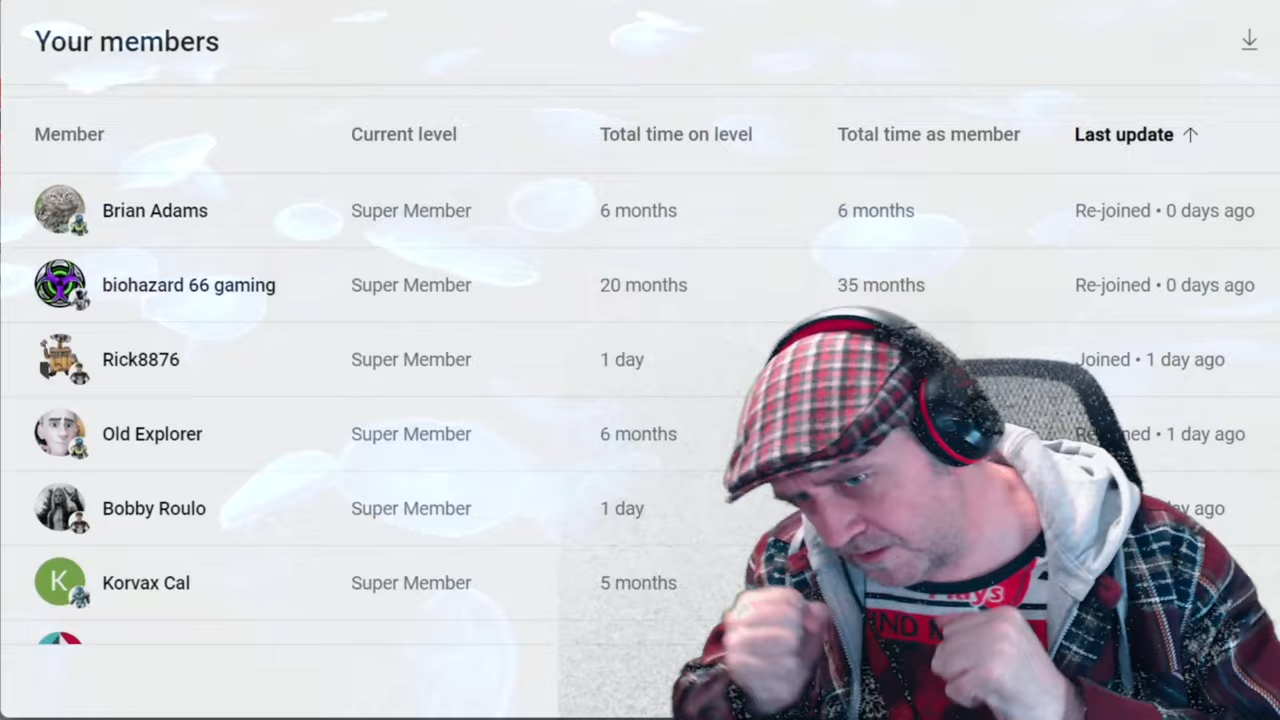 Your members
Member Current level Total time on level Total time as member Last update
Brian Adams Super Member 6 months 6 months Re-joined • 0 days ago
biohazard 66 gaming Super Member 20 months 35 months Re-joined • 0 days ago
Rick8876 Super Member 1 day Joined • 1 day ago
Old Explorer Super Member 6 months • 1 day ago
Bobby Roulo Super Member 1 day ago
K Korvax Cal Super Member 5 months